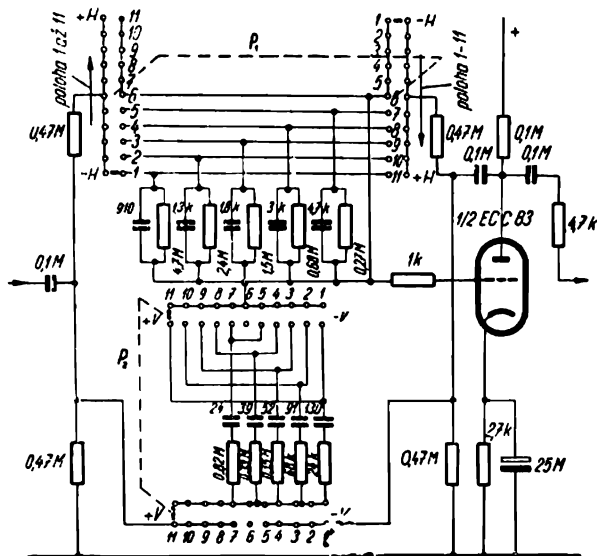 +H 11
10
9
8
7
6
5
4
3
2
-H 1
poloha 1 až 11
P₁
1 -H
2
3
4
5
6
7
8
9
10
11 +H
poloha 1-11
+
0,47M
0,47M
0,1M
0,1M
0,1M
1/2 ECC 83
4,7k
910
4,7M
1,3k
2,4M
1,8k
1,5M
3k
0,68M
4,7k
0,27M
1k
0,1M
11 10 9 8 7 6 5 4 3 2 1
+V
-V
P₂
24
39
52
91
130
0,82M
68k
24k
0,47M
0,47M
2,7k
25M
+V
-V
11 10 9 8 7 6 5 4 3 2 1